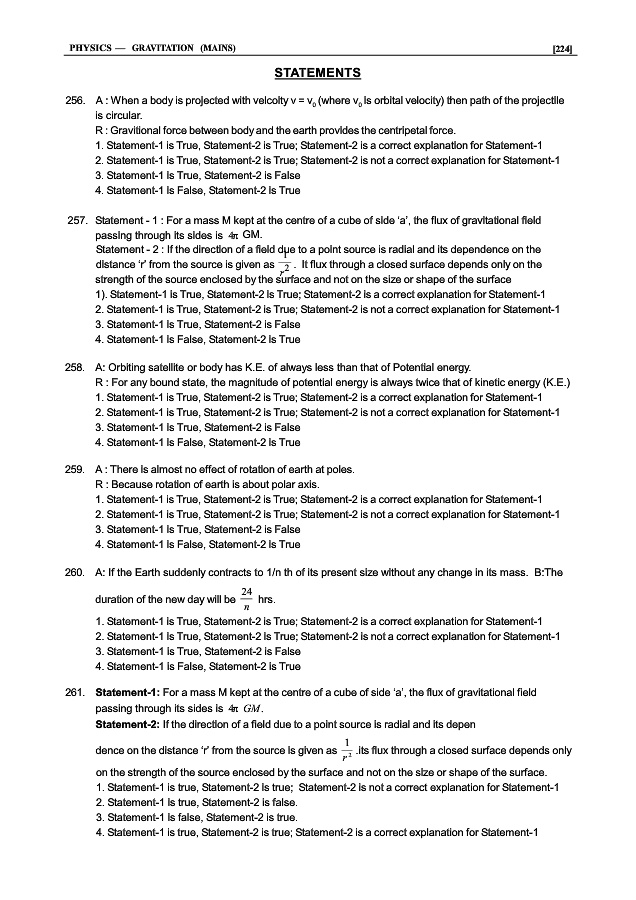 PHYSICS — GRAVITATION (MAINS) [224]
STATEMENTS
256. A : When a body is projected with velcolty v = v₀ (where v₀ is orbital velocity) then path of the projectlle
is circular.
R : Gravitional force between body and the earth provides the centripetal force.
1. Statement-1 is True, Statement-2 is True; Statement-2 is a correct explanation for Statement-1
2. Statement-1 is True, Statement-2 is True; Statement-2 is not a correct explanation for Statement-1
3. Statement-1 is True, Statement-2 is False
4. Statement-1 is False, Statement-2 is True
257. Statement - 1 : For a mass M kept at the centre of a cube of side ‘a’, the flux of gravitational field
passing through its sides is 4π GM.
Statement - 2 : If the direction of a field due to a point source is radial and its dependence on the
distance ‘r’ from the source is given as 1/r². It flux through a closed surface depends only on the
strength of the source enclosed by the surface and not on the size or shape of the surface
1). Statement-1 is True, Statement-2 is True; Statement-2 is a correct explanation for Statement-1
2. Statement-1 is True, Statement-2 is True; Statement-2 is not a correct explanation for Statement-1
3. Statement-1 is True, Statement-2 is False
4. Statement-1 is False, Statement-2 is True
258. A: Orbiting satellite or body has K.E. of always less than that of Potential energy.
R : For any bound state, the magnitude of potential energy is always twice that of kinetic energy (K.E.)
1. Statement-1 is True, Statement-2 is True; Statement-2 is a correct explanation for Statement-1
2. Statement-1 is True, Statement-2 is True; Statement-2 is not a correct explanation for Statement-1
3. Statement-1 is True, Statement-2 is False
4. Statement-1 is False, Statement-2 is True
259. A : There is almost no effect of rotation of earth at poles.
R : Because rotation of earth is about polar axis.
1. Statement-1 is True, Statement-2 is True; Statement-2 is a correct explanation for Statement-1
2. Statement-1 is True, Statement-2 is True; Statement-2 is not a correct explanation for Statement-1
3. Statement-1 is True, Statement-2 is False
4. Statement-1 is False, Statement-2 is True
260. A: If the Earth suddenly contracts to 1/n th of its present size without any change in its mass. B:The
duration of the new day will be 24/n hrs.
1. Statement-1 is True, Statement-2 is True; Statement-2 is a correct explanation for Statement-1
2. Statement-1 is True, Statement-2 is True; Statement-2 is not a correct explanation for Statement-1
3. Statement-1 is True, Statement-2 is False
4. Statement-1 is False, Statement-2 is True
261. Statement-1: For a mass M kept at the centre of a cube of side ‘a’, the flux of gravitational field
passing through its sides is 4π GM.
Statement-2: If the direction of a field due to a point source is radial and its depen
dence on the distance ‘r’ from the source is given as 1/r² .its flux through a closed surface depends only
on the strength of the source enclosed by the surface and not on the size or shape of the surface.
1. Statement-1 is true, Statement-2 is true; Statement-2 is not a correct explanation for Statement-1
2. Statement-1 is true, Statement-2 is false.
3. Statement-1 is false, Statement-2 is true.
4. Statement-1 is true, Statement-2 is true; Statement-2 is a correct explanation for Statement-1